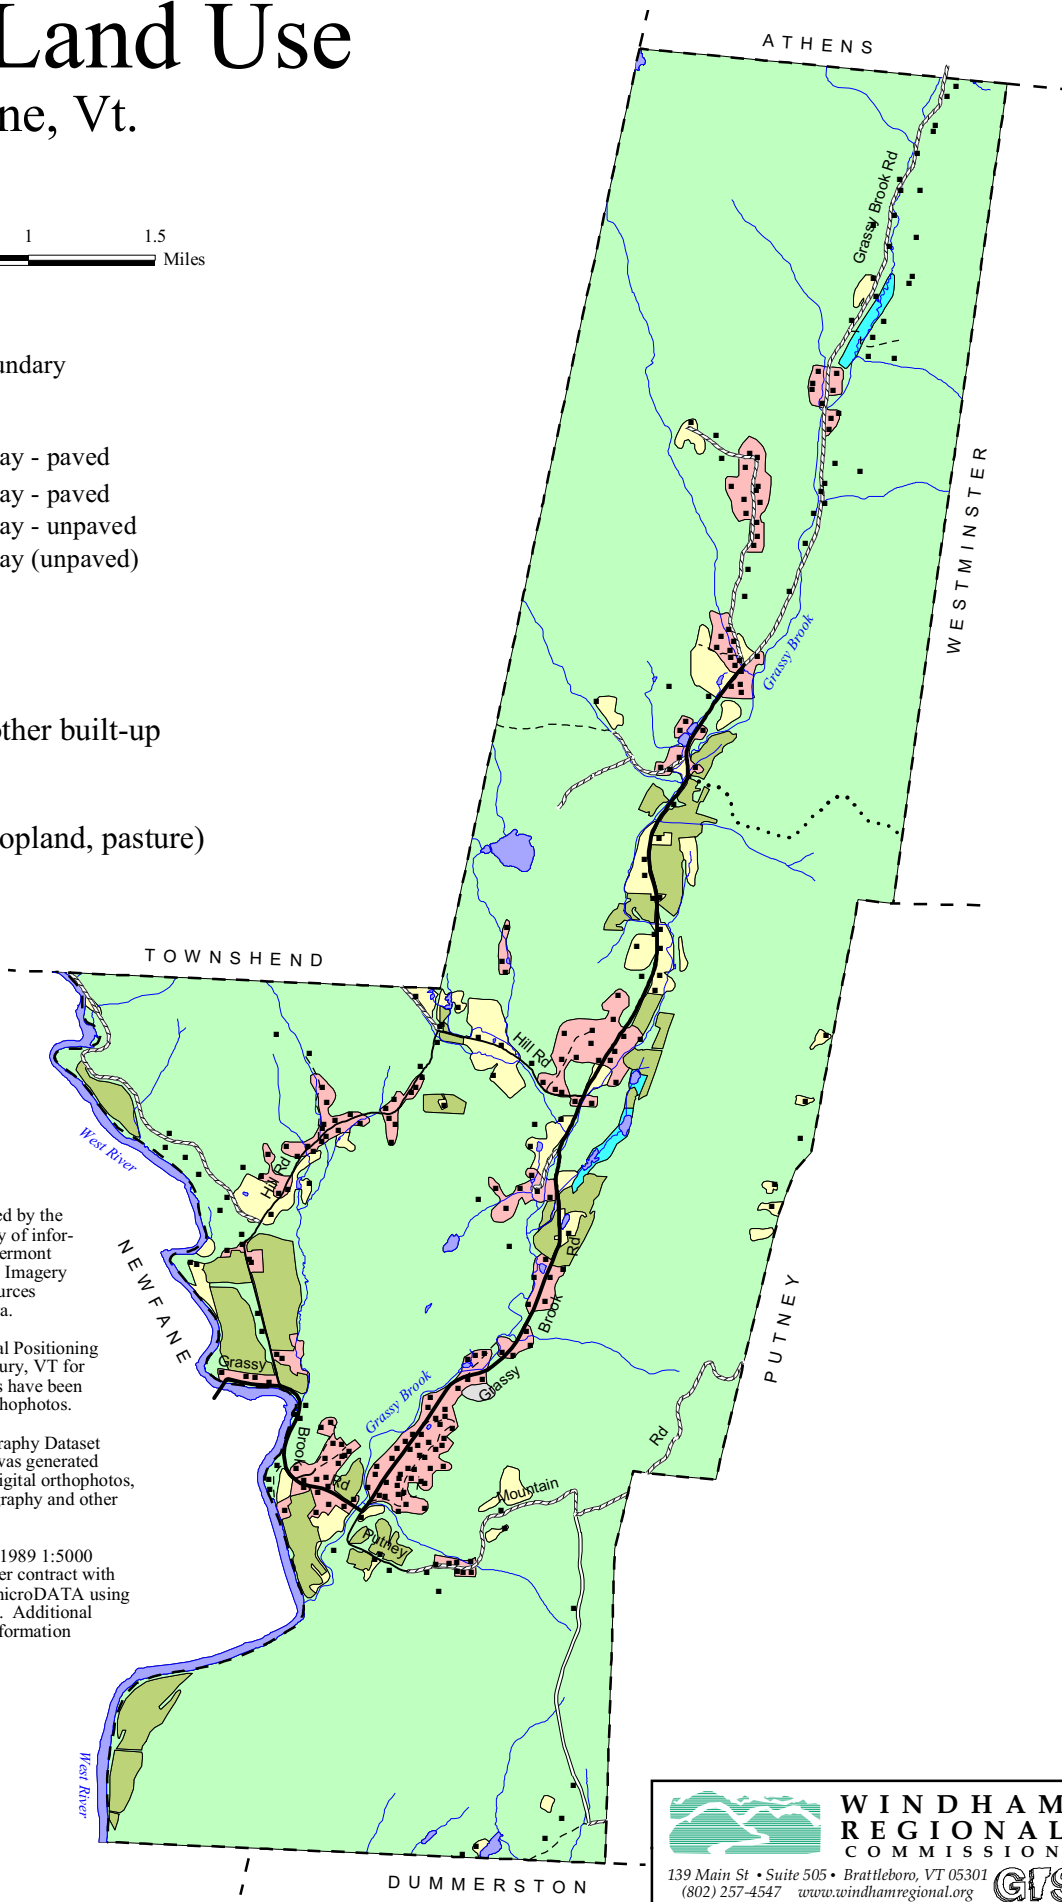 Land Use
ne, Vt.
1 1.5
Miles
undary
ay - paved
ay - paved
ay - unpaved
ay (unpaved)
other built-up
opland, pasture)
ATHENS
Grassy Brook Rd
WESTMINSTER
Grassy Brook
TOWNSHEND
Hill Rd
West River
Hill Rd
NEWFANE
Grassy
Brook
Rd
Grassy Brook
Grassy
Brook
Rd
PUTNEY
Putney
Mountain
Rd
West River
DUMMERSTON
ed by the
y of infor-
ermont
Imagery
urces
a.
al Positioning
ury, VT for
s have been
hophotos.
raphy Dataset
was generated
igital orthophotos,
graphy and other
1989 1:5000
er contract with
microDATA using
. Additional
formation
WINDHAM
REGIONAL
COMMISSION
139 Main St • Suite 505 • Brattleboro, VT 05301
(802) 257-4547 www.windhamregional.org
GIS